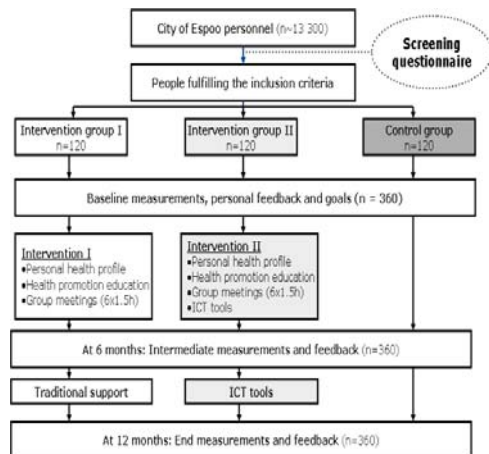 City of Espoo personnel (n~13 300)
Screening
questionnaire
People fulfilling the inclusion criteria
Intervention group I
n=120
Intervention group II
n=120
Control group
n=120
Baseline measurements, personal feedback and goals (n = 360)
Intervention I
▪Personal health profile
▪Health promotion education
▪Group meetings (6x1.5h)
Intervention II
▪Personal health profile
▪Health promotion education
▪Group meetings (6x1.5h)
▪ICT tools
At 6 months: Intermediate measurements and feedback (n=360)
Traditional support
ICT tools
At 12 months: End measurements and feedback (n=360)